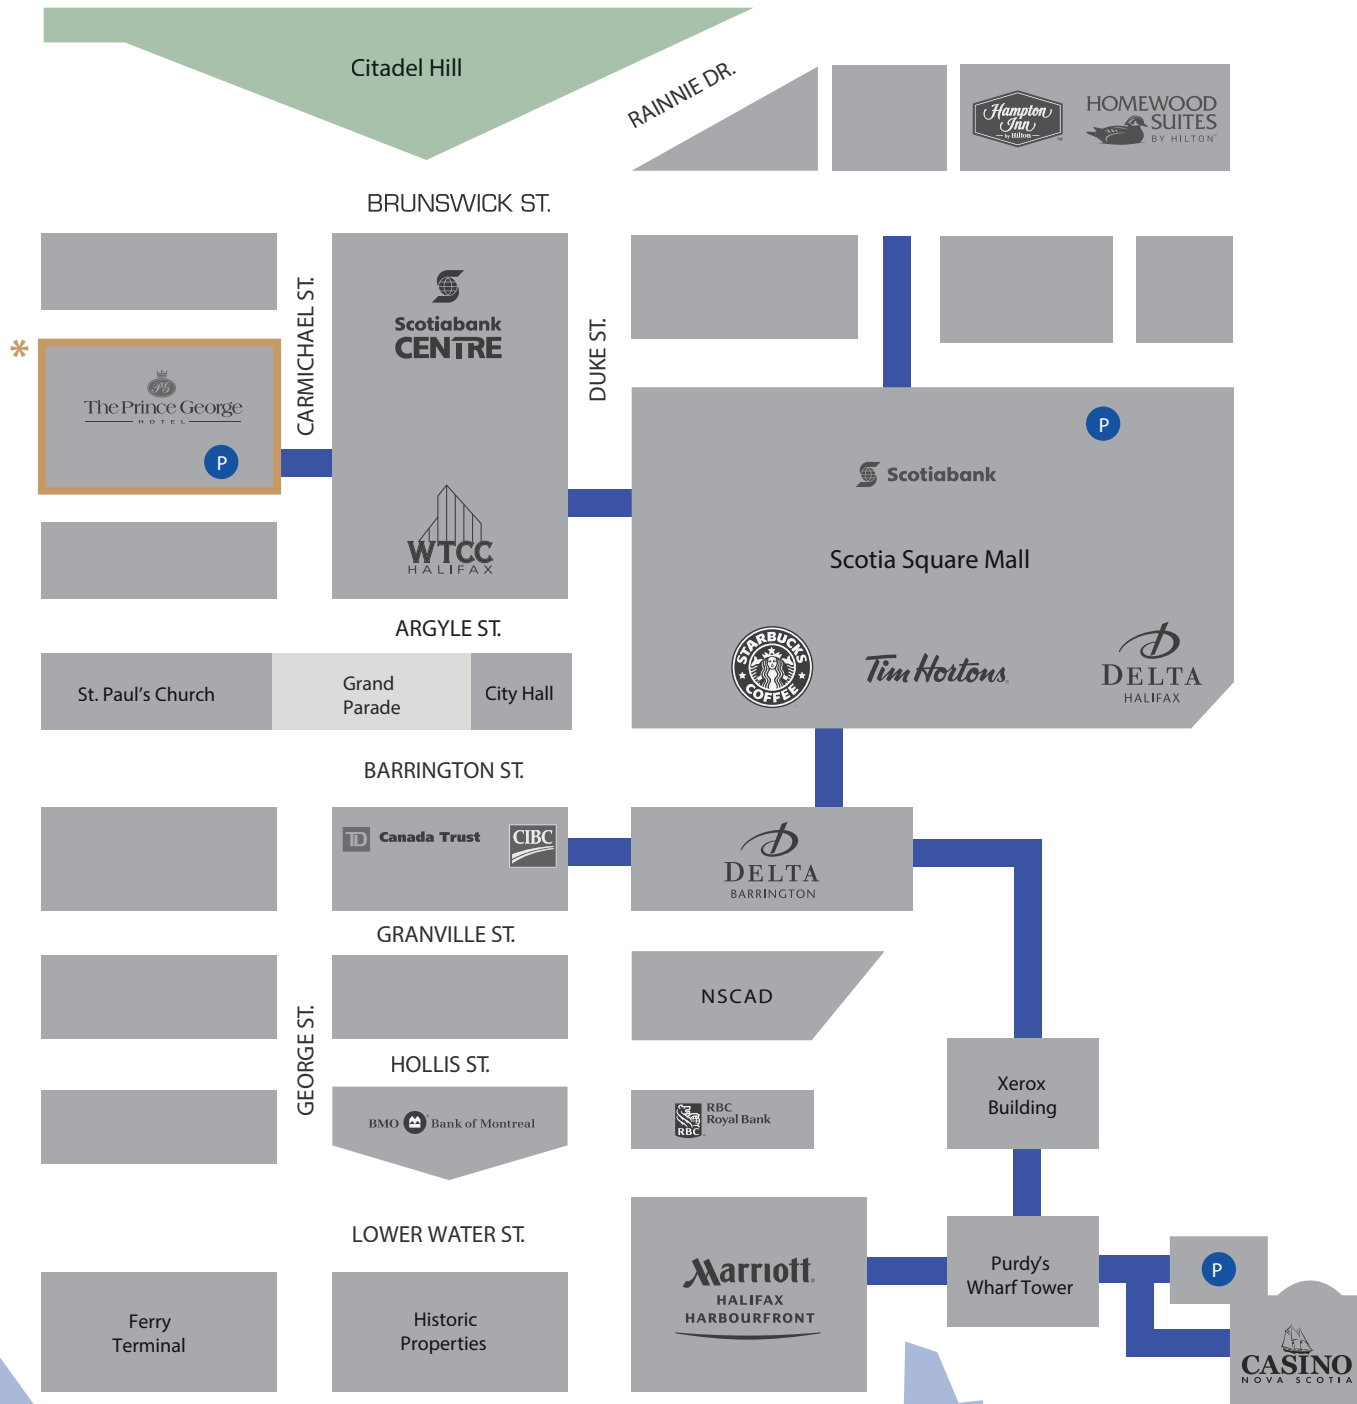 Citadel Hill
RAINNIE DR.
Hampton
Inn
by Hilton
HOMEWOOD
SUITES
BY HILTON
BRUNSWICK ST.
CARMICHAEL ST.
Scotiabank
CENTRE
DUKE ST.
*
PG
The Prince George
HOTEL
P
P
Scotiabank
WTCC
HALIFAX
Scotia Square Mall
STARBUCKS
COFFEE
Tim Hortons
DELTA
HALIFAX
ARGYLE ST.
St. Paul's Church
Grand
Parade
City Hall
BARRINGTON ST.
TD Canada Trust
CIBC
DELTA
BARRINGTON
GRANVILLE ST.
NSCAD
GEORGE ST.
HOLLIS ST.
Xerox
Building
BMO Bank of Montreal
RBC
RBC
Royal Bank
LOWER WATER ST.
Marriott
HALIFAX
HARBOURFRONT
Purdy's
Wharf Tower
P
Ferry
Terminal
Historic
Properties
CASINO
NOVA SCOTIA